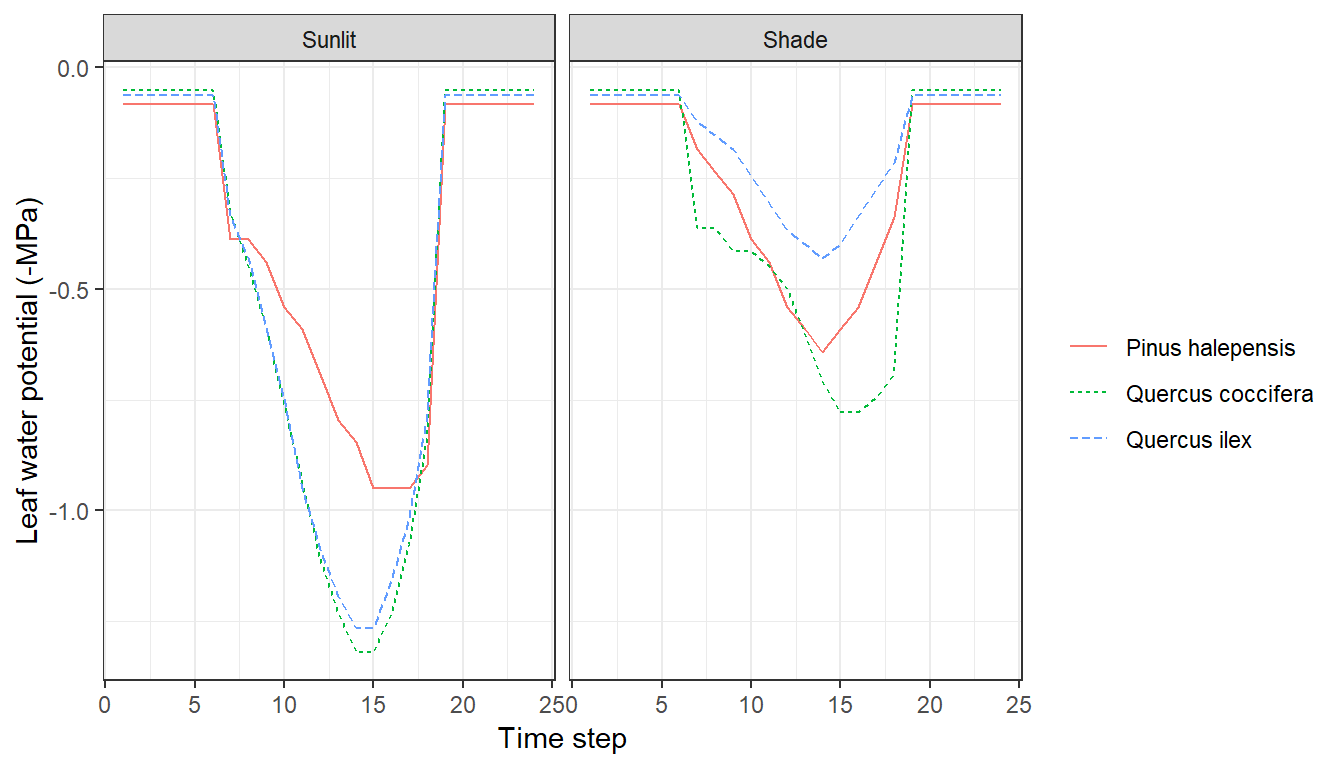 Sunlit
Shade
0.0
-0.5
-1.0
Leaf water potential (-MPa)
0 5 10 15 20 25
0 5 10 15 20 25
Time step
Pinus halepensis
Quercus coccifera
Quercus ilex